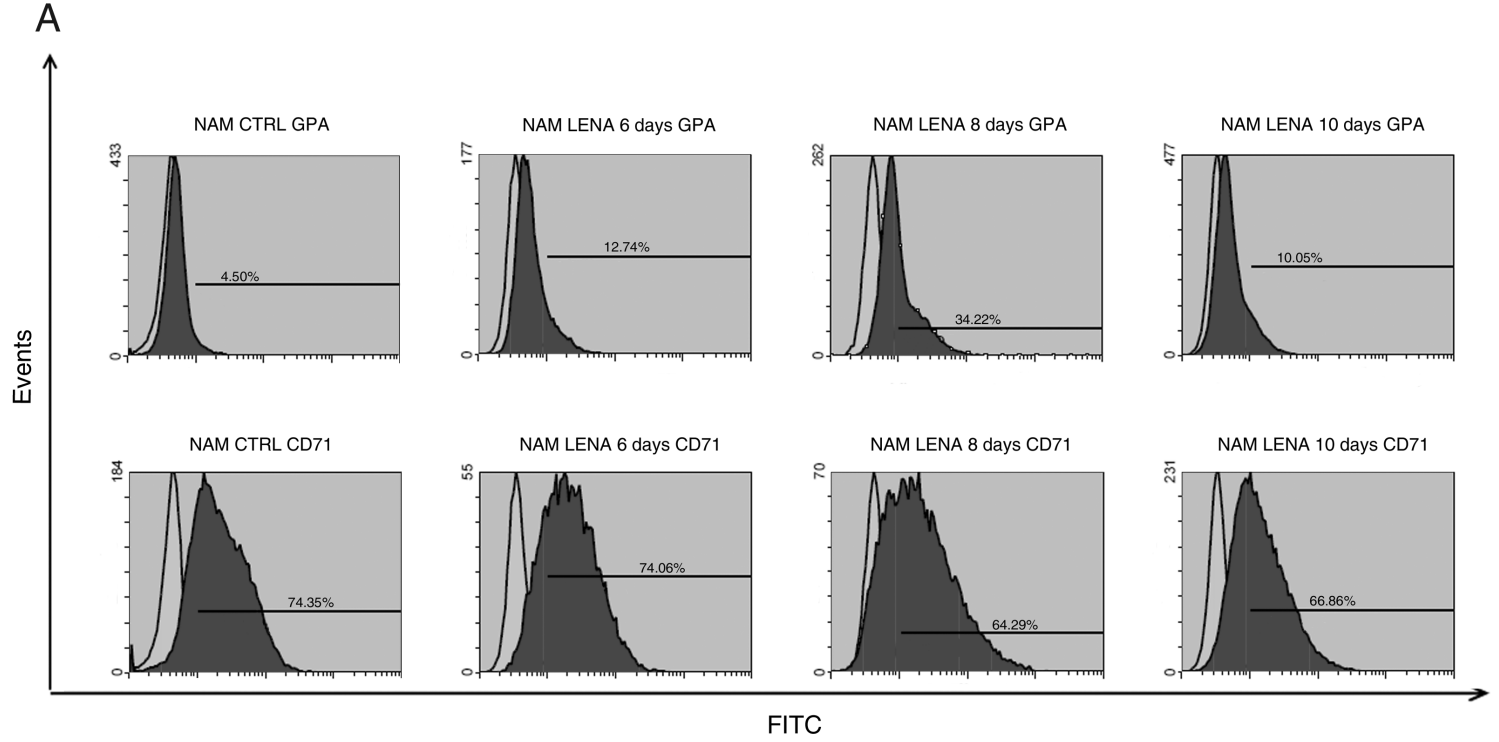 A
Events
NAM CTRL GPA
433
4.50%
0
NAM LENA 6 days GPA
177
12.74%
0
NAM LENA 8 days GPA
262
34.22%
0
NAM LENA 10 days GPA
477
10.05%
0
NAM CTRL CD71
184
74.35%
0
NAM LENA 6 days CD71
55
74.06%
0
NAM LENA 8 days CD71
70
64.29%
0
NAM LENA 10 days CD71
231
66.86%
0
FITC